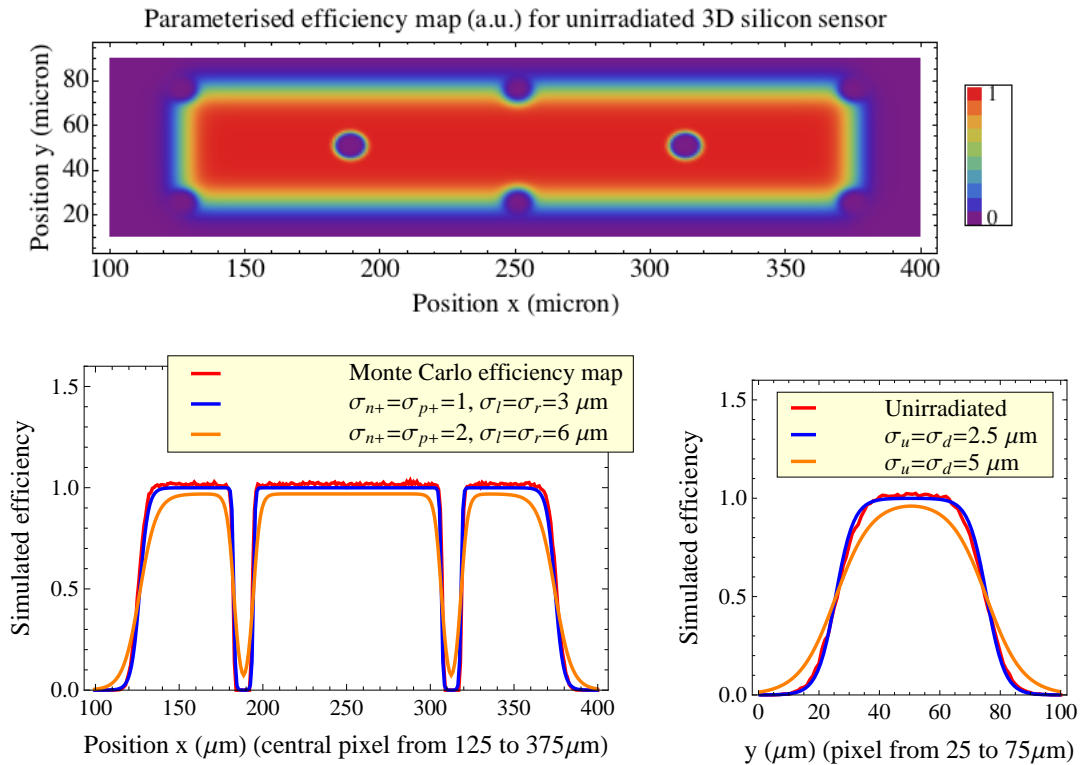 Parameterised efficiency map (a.u.) for unirradiated 3D silicon sensor
Position y (micron)
80
60
40
20
100 150 200 250 300 350 400
Position x (micron)
1
0
Simulated efficiency
1.5
1.0
0.5
0.0
Monte Carlo efficiency map
σn+=σp+=1, σl=σr=3 μm
σn+=σp+=2, σl=σr=6 μm
100 150 200 250 300 350 400
Position x (μm) (central pixel from 125 to 375μm)
Simulated efficiency
1.5
1.0
0.5
0.0
Unirradiated
σu=σd=2.5 μm
σu=σd=5 μm
0 20 40 60 80 100
y (μm) (pixel from 25 to 75μm)